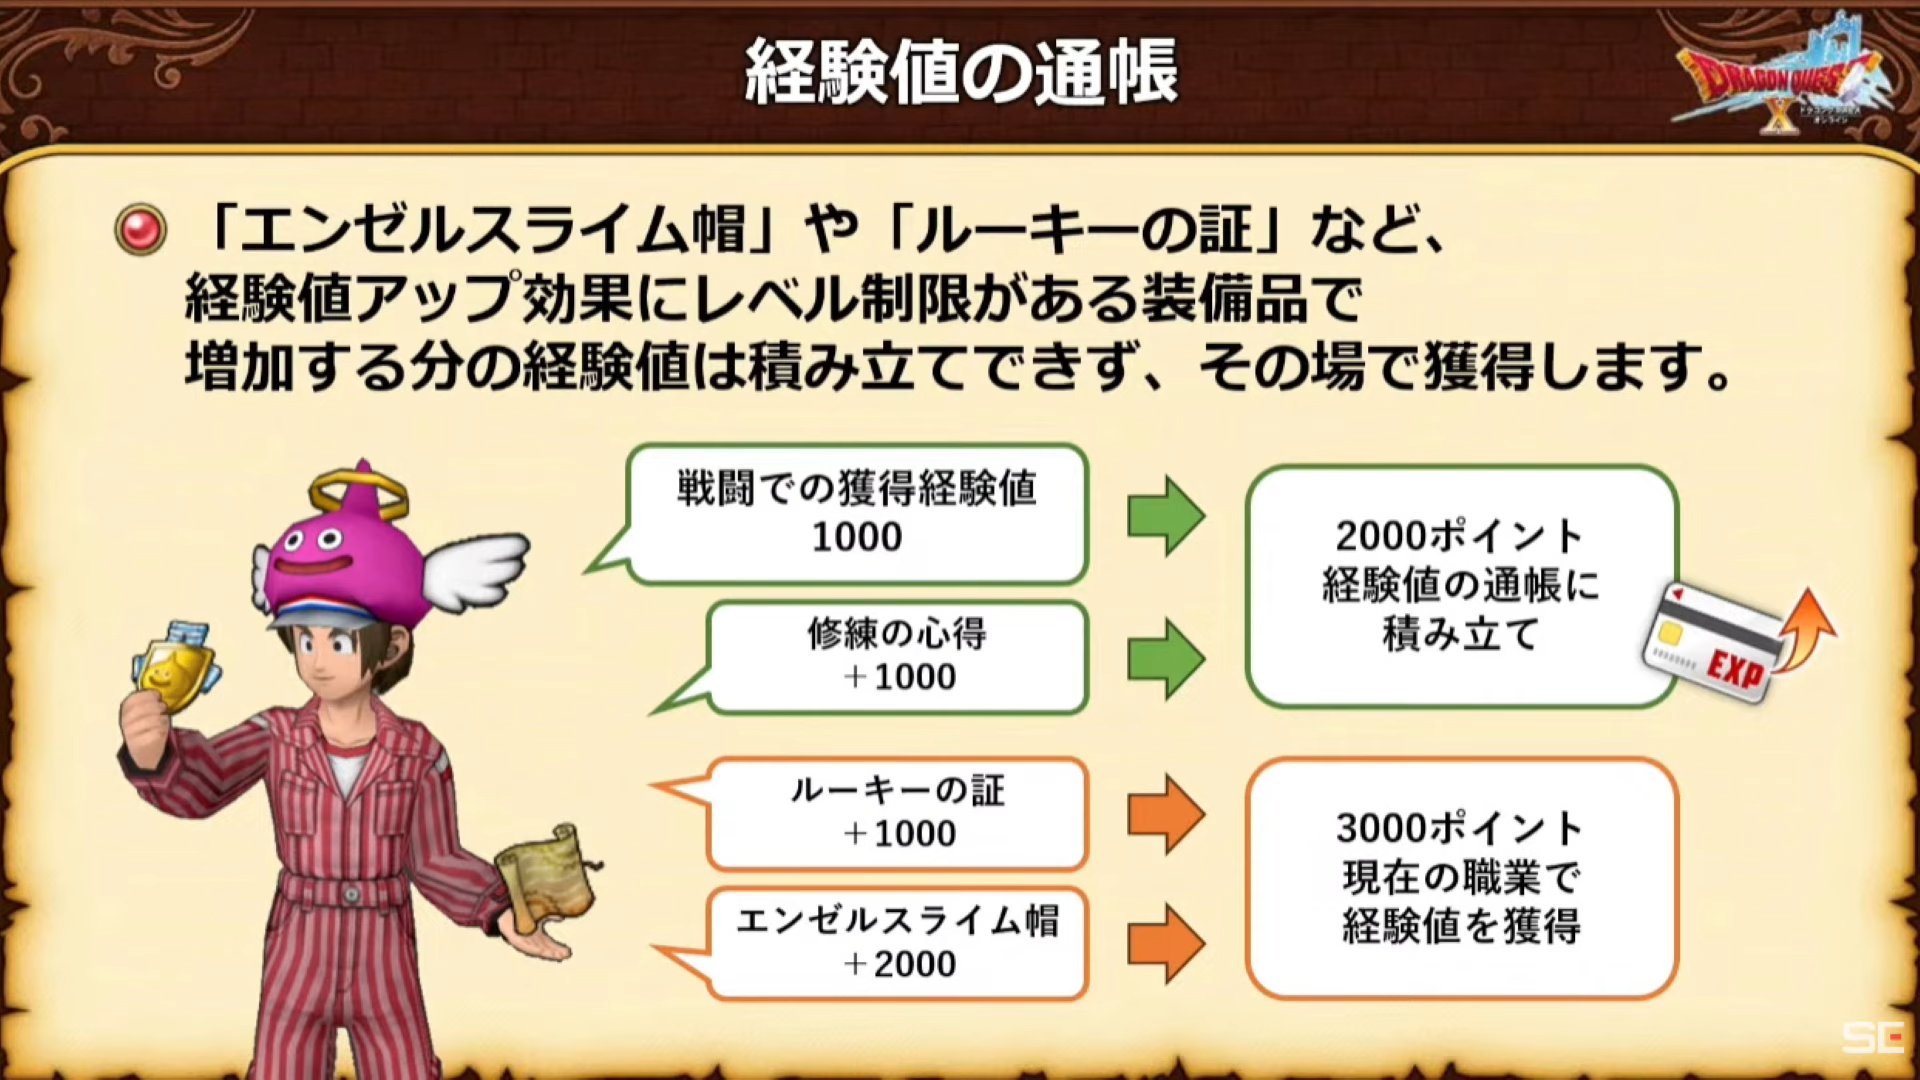 経験値の通帳
DRAGON QUEST
X
「エンゼルスライム帽」や「ルーキーの証」など、
経験値アップ効果にレベル制限がある装備品で
増加する分の経験値は積み立てできず、その場で獲得します。
戦闘での獲得経験値
1000
修練の心得
＋1000
2000ポイント
経験値の通帳に
積み立て
EXP
ルーキーの証
＋1000
エンゼルスライム帽
＋2000
3000ポイント
現在の職業で
経験値を獲得
SE